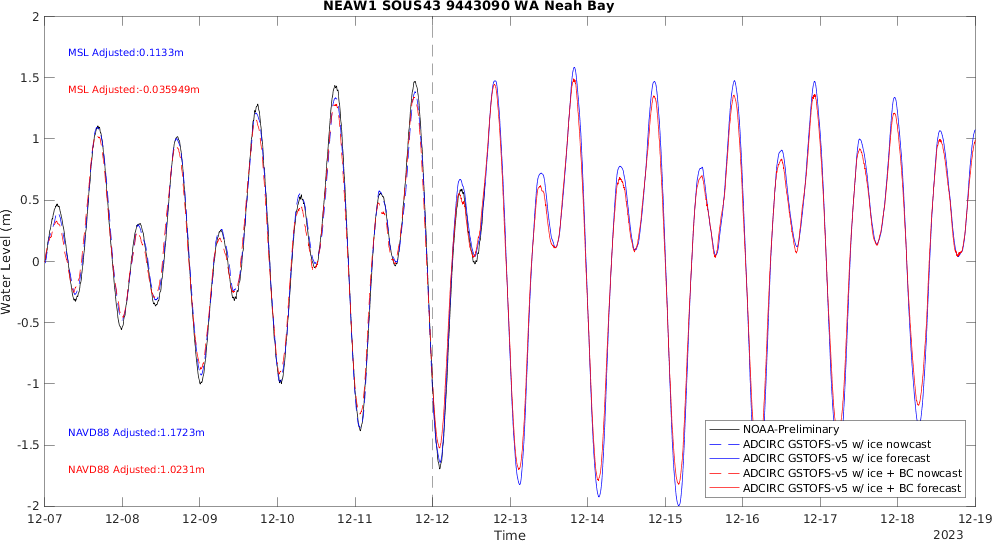 NEAW1 SOUS43 9443090 WA Neah Bay
2
1.5
1
0.5
0
-0.5
-1
-1.5
-2
Water Level (m)
MSL Adjusted:0.1133m
MSL Adjusted:-0.035949m
NAVD88 Adjusted:1.1723m
NAVD88 Adjusted:1.0231m
NOAA-Preliminary
ADCIRC GSTOFS-v5 w/ ice nowcast
ADCIRC GSTOFS-v5 w/ ice forecast
ADCIRC GSTOFS-v5 w/ ice + BC nowcast
ADCIRC GSTOFS-v5 w/ ice + BC forecast
12-07 12-08 12-09 12-10 12-11 12-12 12-13 12-14 12-15 12-16 12-17 12-18 12-19
Time
2023